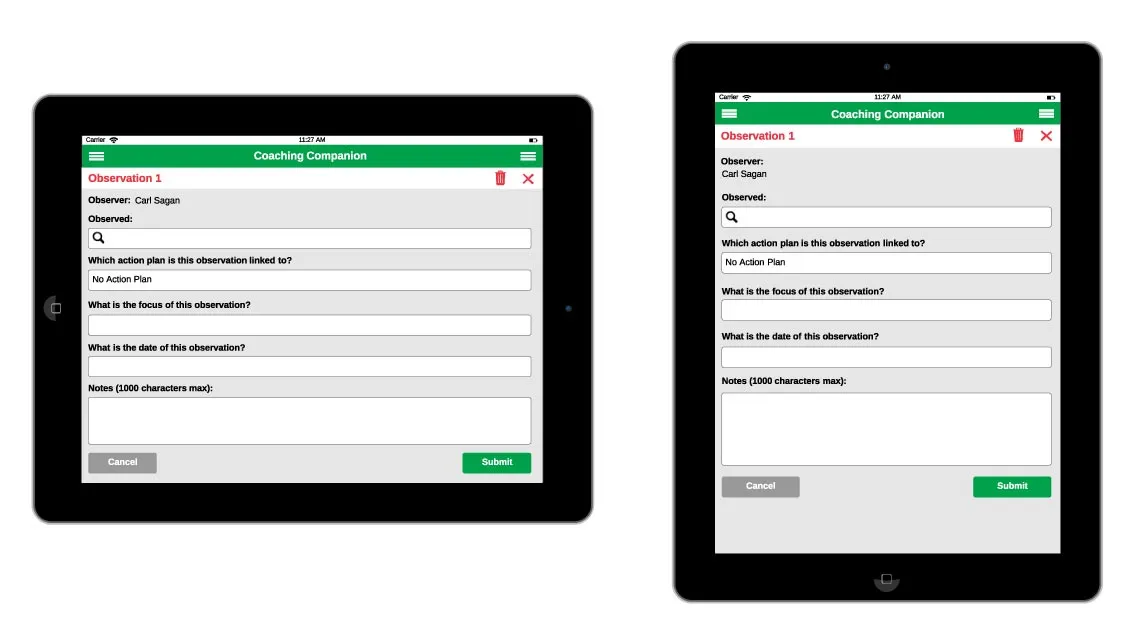 Carrier 11:27 AM
Coaching Companion
Observation 1
Observer: Carl Sagan
Observed:
Which action plan is this observation linked to?
No Action Plan
What is the focus of this observation?
What is the date of this observation?
Notes (1000 characters max):
Cancel Submit
Carrier 11:27 AM
Coaching Companion
Observation 1
Observer:
Carl Sagan
Observed:
Which action plan is this observation linked to?
No Action Plan
What is the focus of this observation?
What is the date of this observation?
Notes (1000 characters max):
Cancel Submit